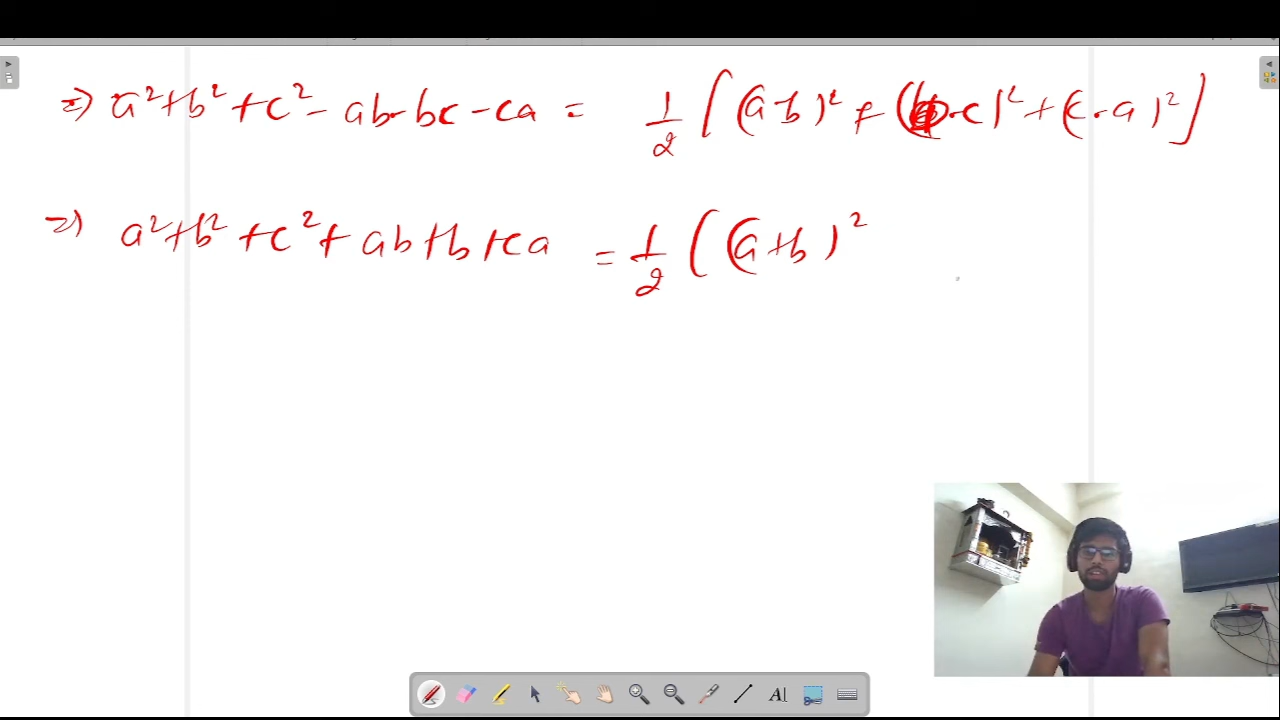 ⇒) a²+b²+c²-ab-bc-ca = 1/2 [(a-b)²+(b-c)²+(c-a)²]
⇒) a²+b²+c²+ab+b+ca = 1/2 ((a+b)²
A